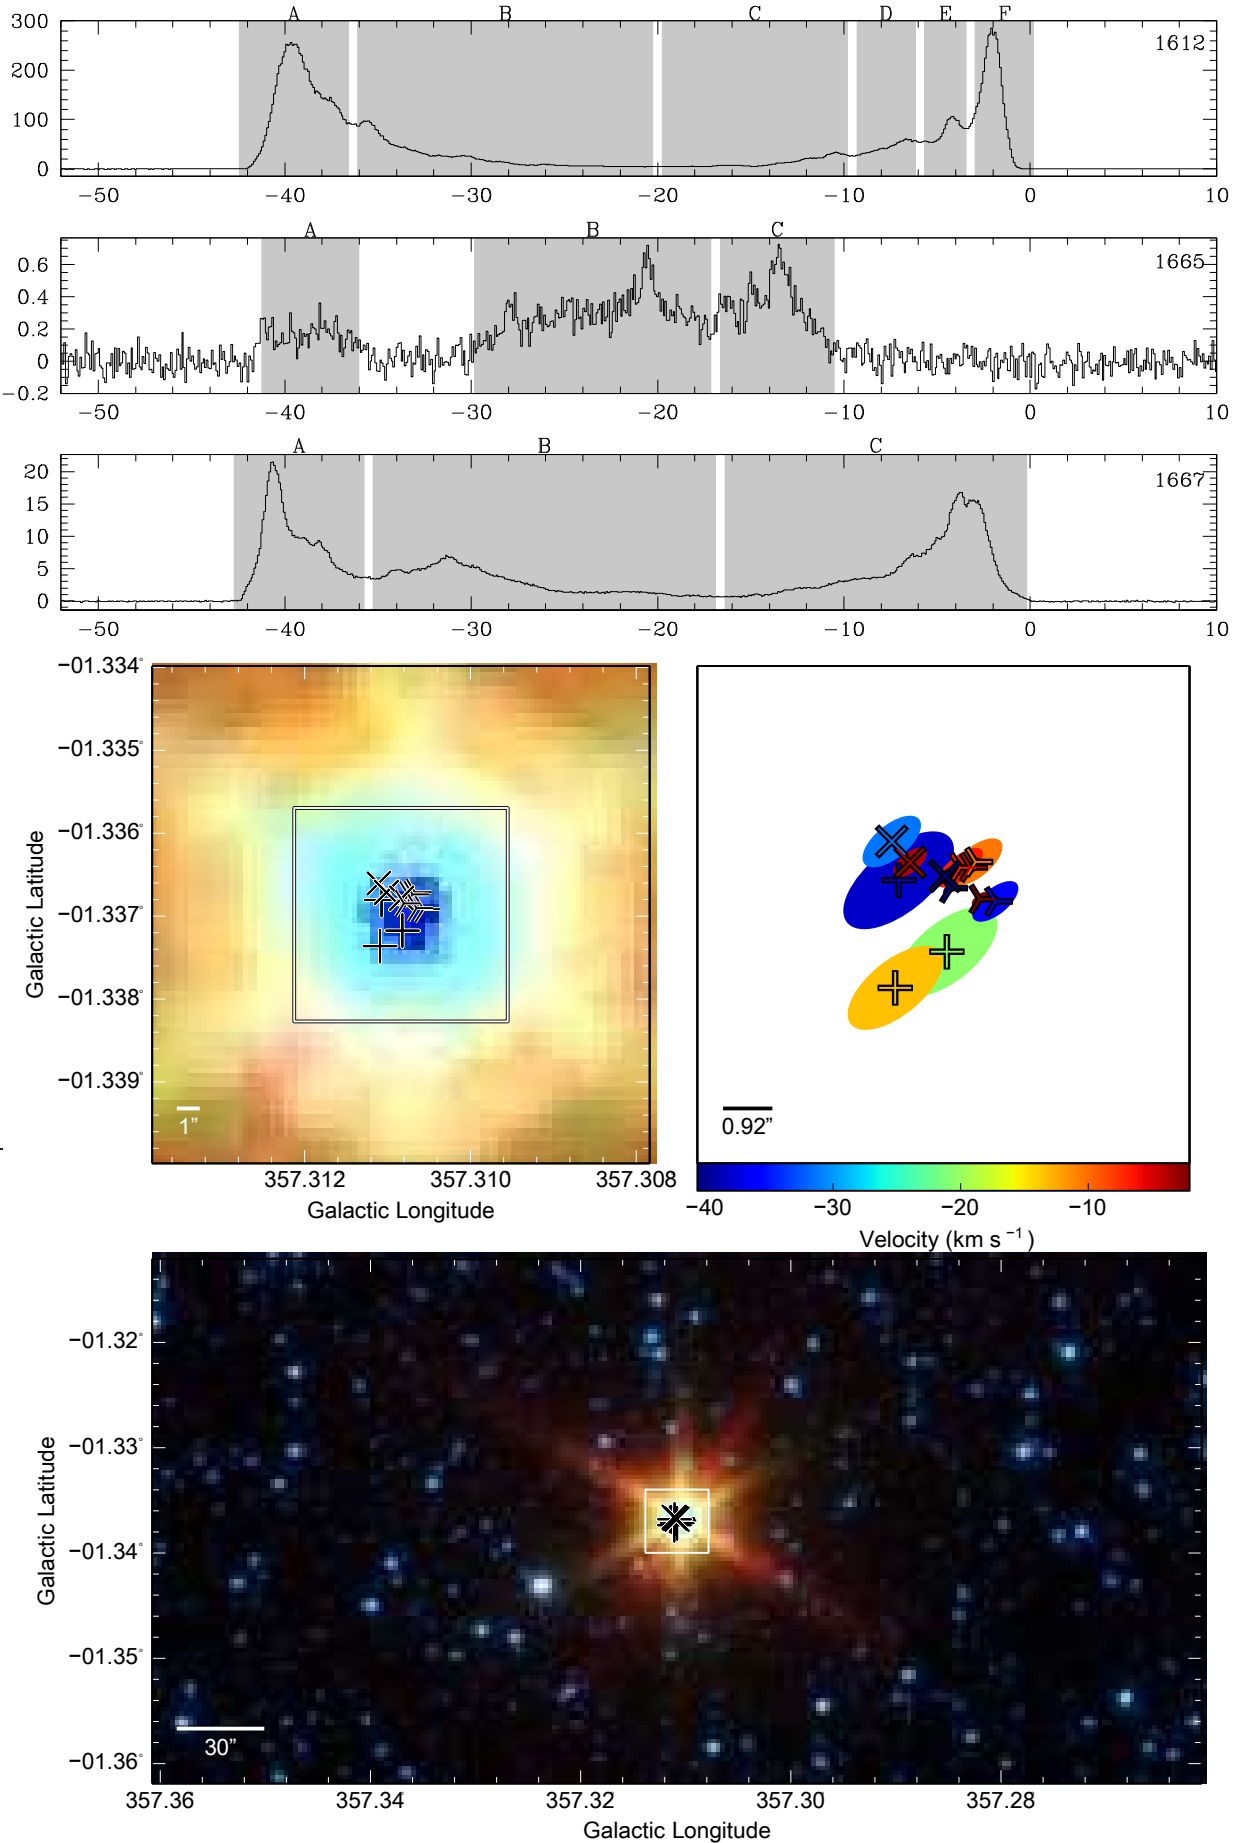 A B C D E F
300
200
100
0
1612
−50 −40 −30 −20 −10 0 10
A B C
0.6
0.4
0.2
0
−0.2
1665
−50 −40 −30 −20 −10 0 10
A B C
20
15
10
5
0
1667
−50 −40 −30 −20 −10 0 10
−01.334°
−01.335°
−01.336°
−01.337°
−01.338°
−01.339°
Galactic Latitude
1”
357.312 357.310 357.308
Galactic Longitude
0.92”
−40 −30 −20 −10
Velocity (km s −1 )
−01.32°
−01.33°
−01.34°
−01.35°
−01.36°
Galactic Latitude
30”
357.36 357.34 357.32 357.30 357.28
Galactic Longitude